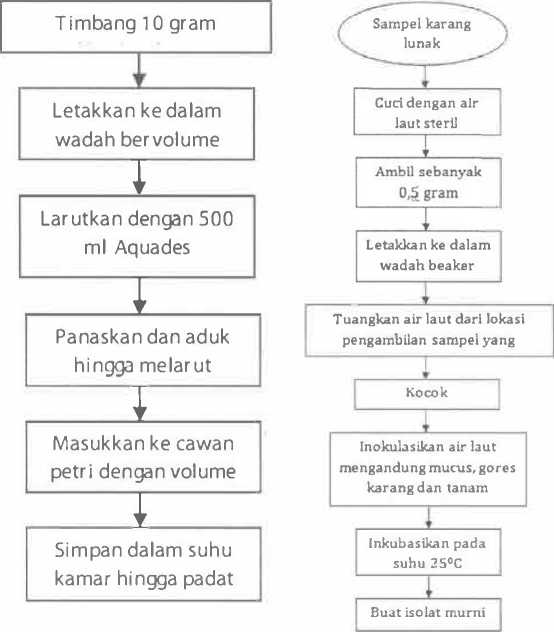 Timbang 10 gram
Letakkan ke dalam
wadah bervolume
Larutkan dengan 500
ml Aquades
Panaskan dan aduk
hingga melarut
Masukkan ke cawan
petri dengan volume
Simpan dalam suhu
kamar hingga padat
Sampel karang
lunak
Cuci dengan air
laut steril
Ambil sebanyak
0,5 gram
Letakkan ke dalam
wadah beaker
Tuangkan air laut dari lokasi
pengambilan sampel yang
Kocok
Inokulasikan air laut
mengandung mucus, gores
karang dan tanam
Inkubasikan pada
suhu 25⁰C
Buat isolat murni